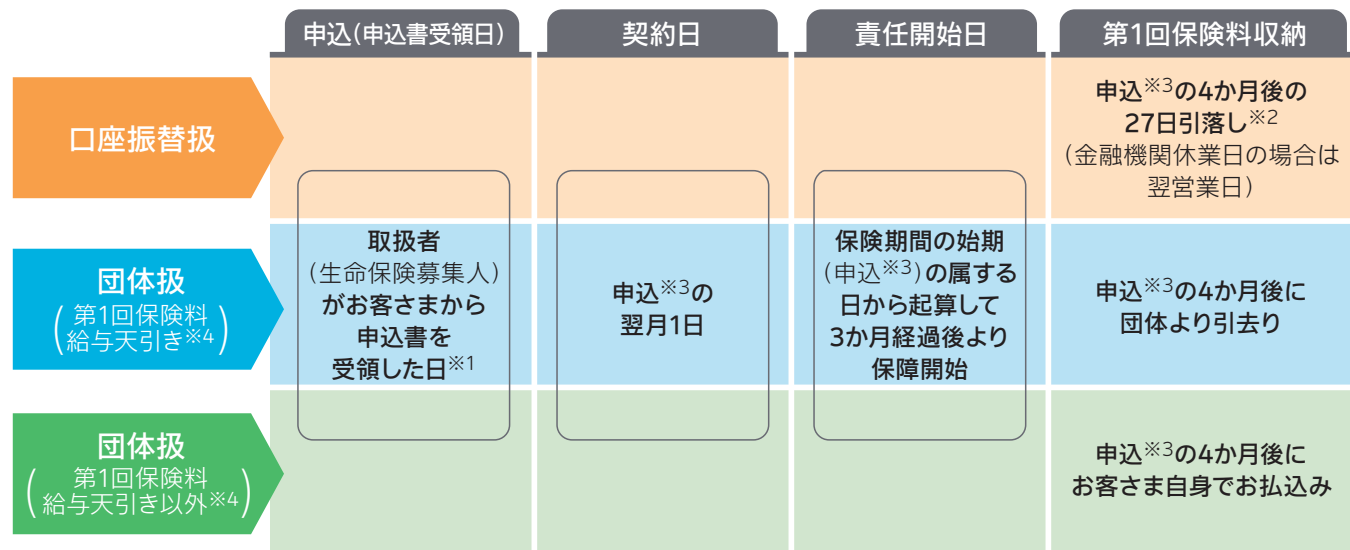 申込(申込書受領日)
契約日
責任開始日
第1回保険料収納
口座振替扱
申込※3の4か月後の
27日引落し※2
(金融機関休業日の場合は
翌営業日)
団体扱
(第1回保険料
給与天引き※4)
取扱者
(生命保険募集人)
がお客さまから
申込書を
受領した日※1
申込※3の
翌月1日
保険期間の始期
(申込※3)の属する
日から起算して
3か月経過後より
保障開始
申込※3の4か月後に
団体より引去り
団体扱
(第1回保険料
給与天引き以外※4)
申込※3の4か月後に
お客さま自身でお払込み